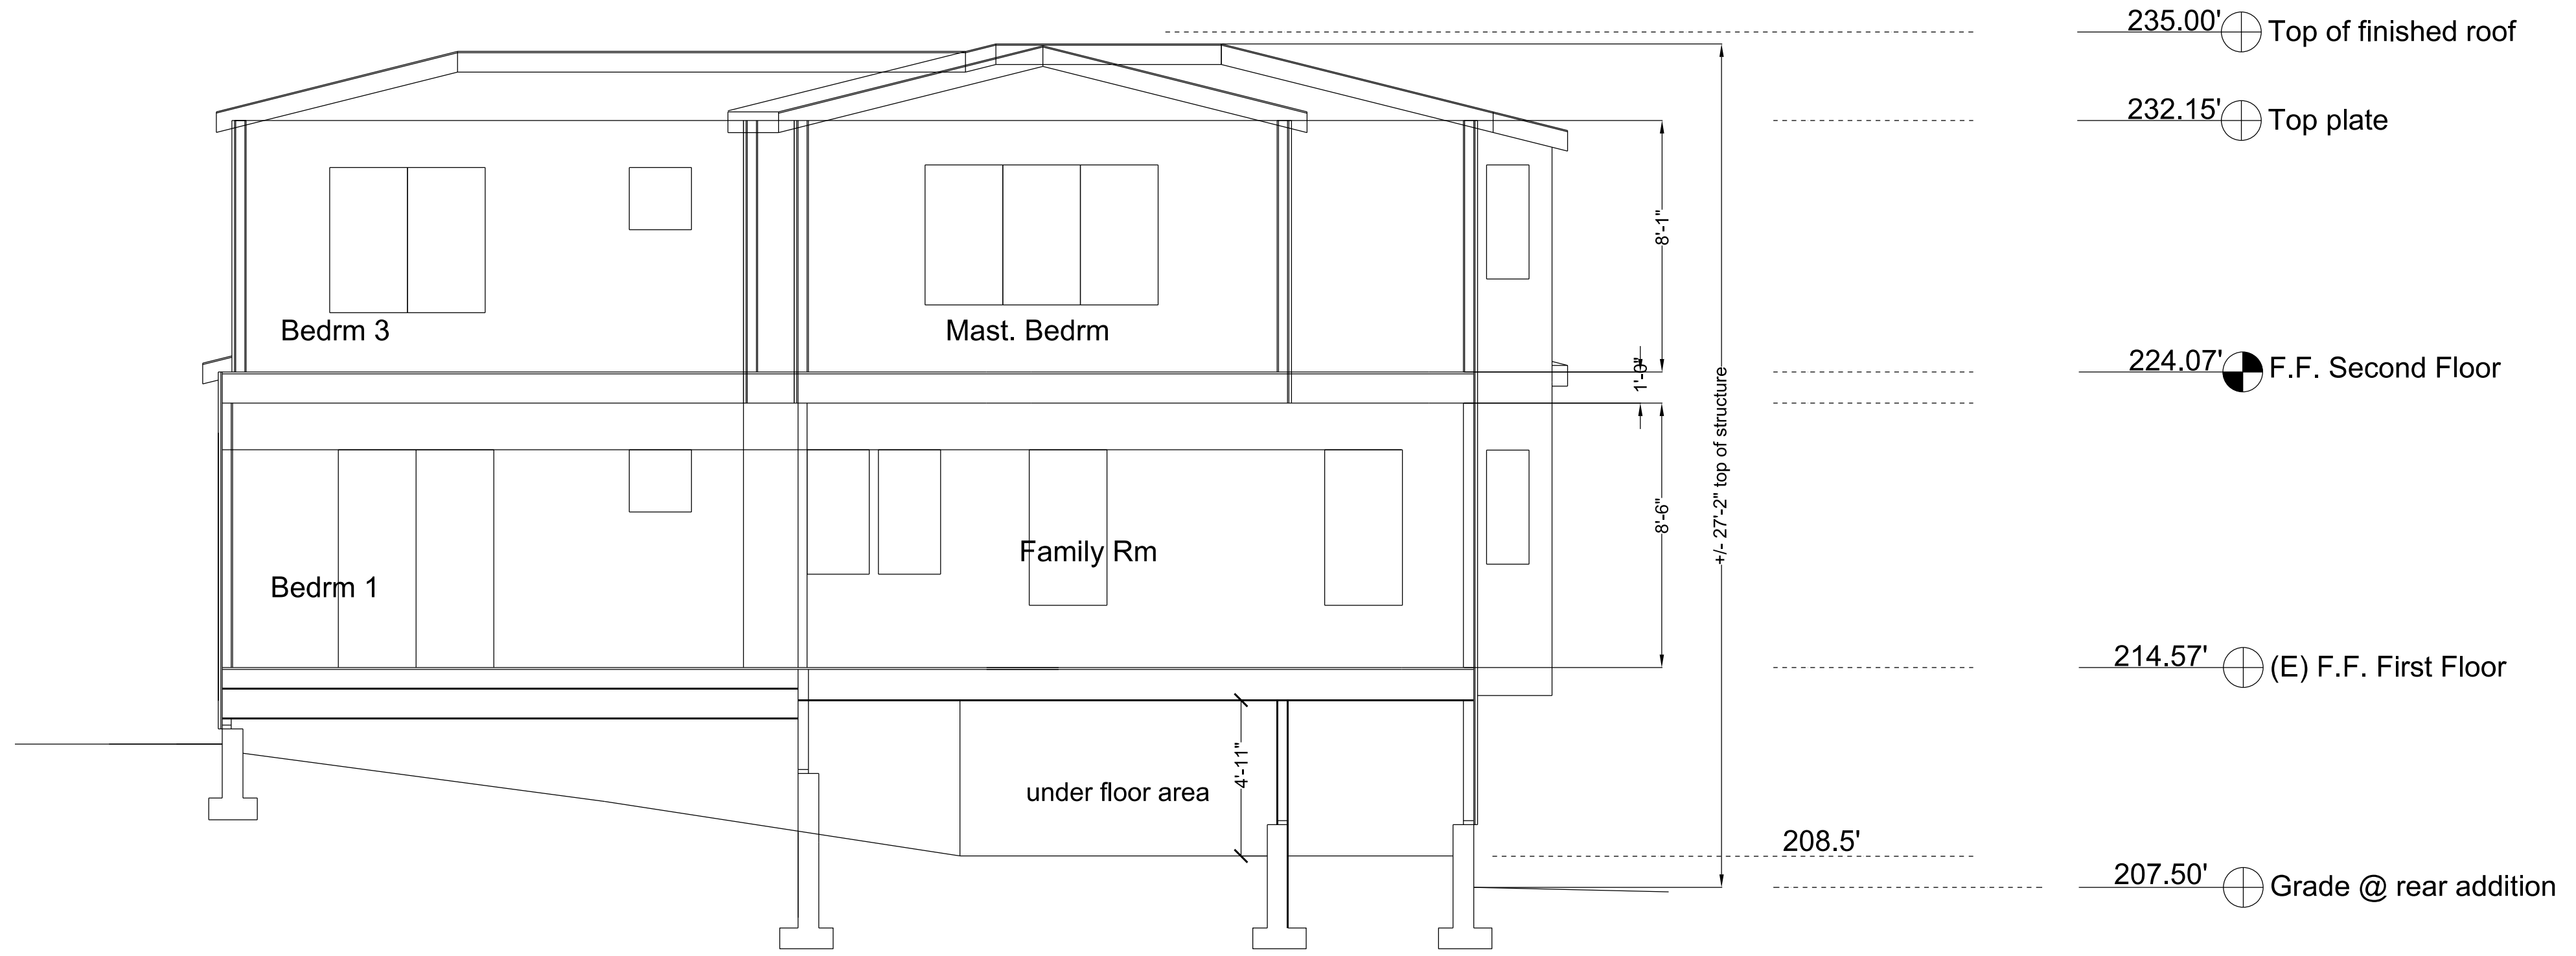 235.00' Top of finished roof
232.15' Top plate
8'-1"
Bedrm 3
Mast. Bedrm
1'-0"
224.07' F.F. Second Floor
+/- 27'-2" top of structure
8'-6"
Family Rm
Bedrm 1
214.57' (E) F.F. First Floor
4'-11"
under floor area
208.5'
207.50' Grade @ rear addition